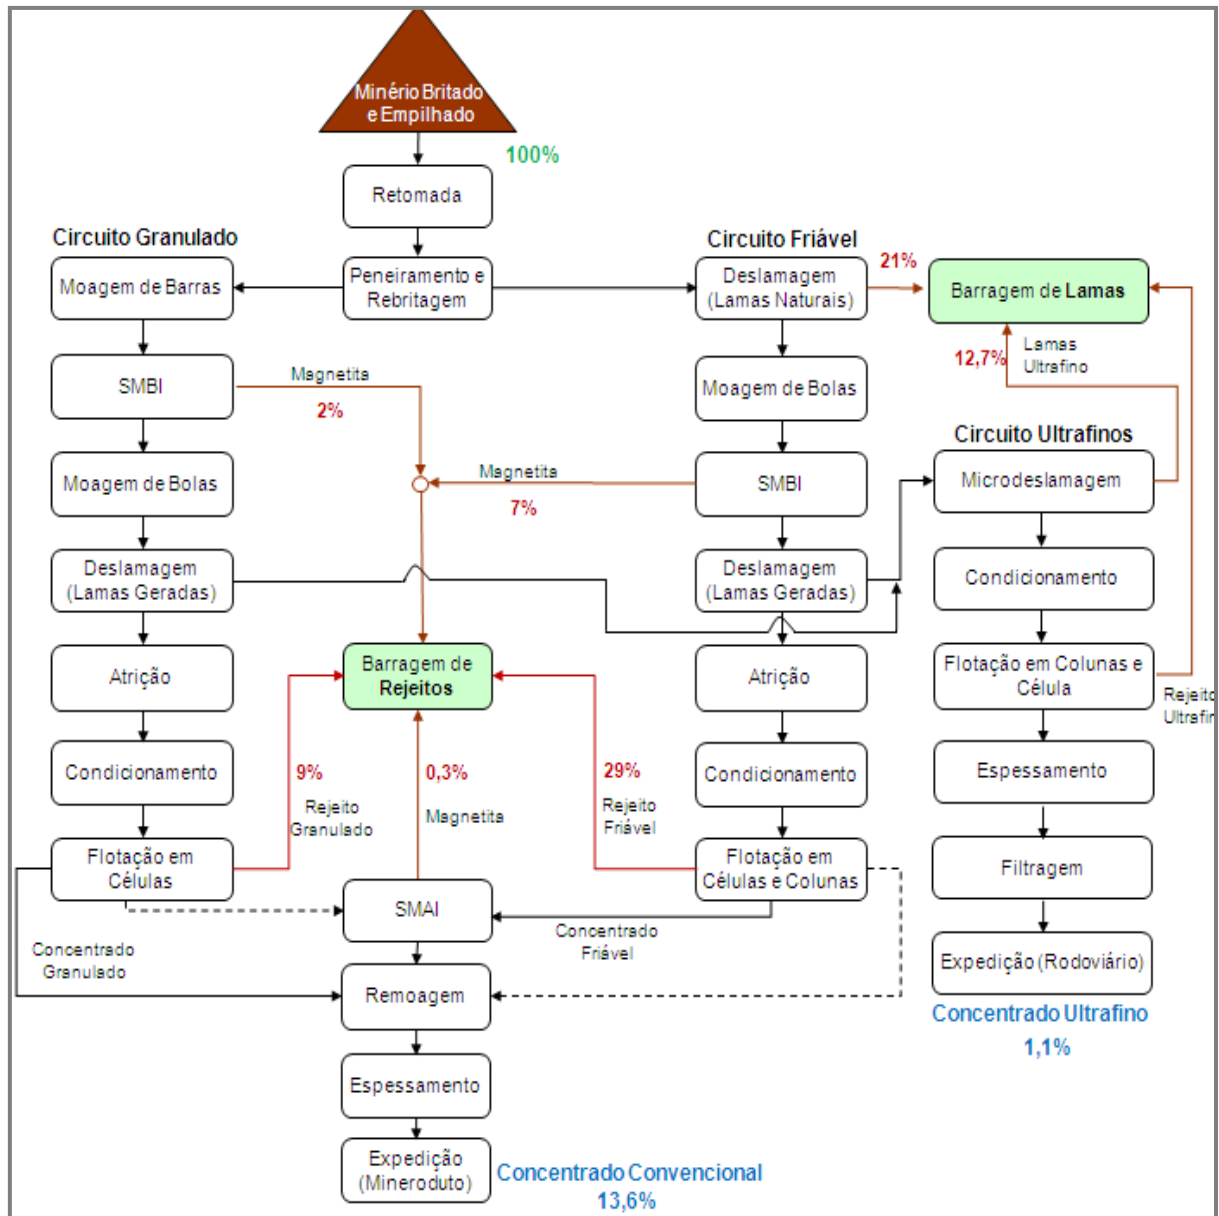 Minério Britado
e Empilhado
100%
Retomada
Circuito Granulado
Circuito Friável
Moagem de Barras
Peneiramento e
Rebritagem
Deslamagem
(Lamas Naturais)
21%
Barragem de Lamas
SMBI
Magnetita
2%
Moagem de Bolas
12,7%
Lamas
Ultrafino
Circuito Ultrafinos
Moagem de Bolas
Magnetita
7%
SMBI
Microdeslamagem
Deslamagem
(Lamas Geradas)
Deslamagem
(Lamas Geradas)
Condicionamento
Atrição
Barragem de
Rejeitos
Atrição
Flotação em Colunas e
Célula
Rejeito
Ultrafin
Condicionamento
9%
Rejeito
Granulado
0,3%
Magnetita
29%
Rejeito
Friável
Condicionamento
Espessamento
Flotação em
Células
Flotação em
Células e Colunas
Filtragem
SMAI
Concentrado
Granulado
Concentrado
Friável
Expedição (Rodoviário)
Remoagem
Concentrado Ultrafino
1,1%
Espessamento
Expedição
(Mineroduto)
Concentrado Convencional
13,6%